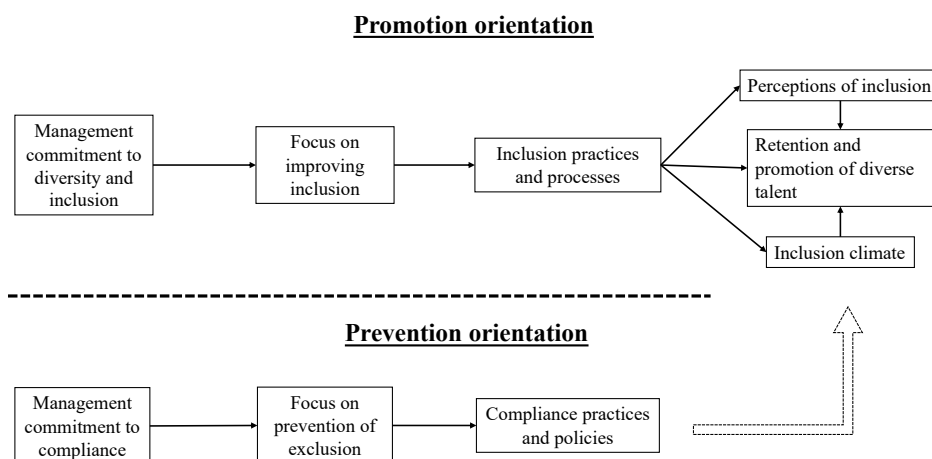 Promotion orientation
Management
commitment to
diversity and
inclusion
Focus on
improving
inclusion
Inclusion practices
and processes
Perceptions of inclusion
Retention and
promotion of diverse
talent
Inclusion climate
Prevention orientation
Management
commitment to
compliance
Focus on
prevention of
exclusion
Compliance practices
and policies